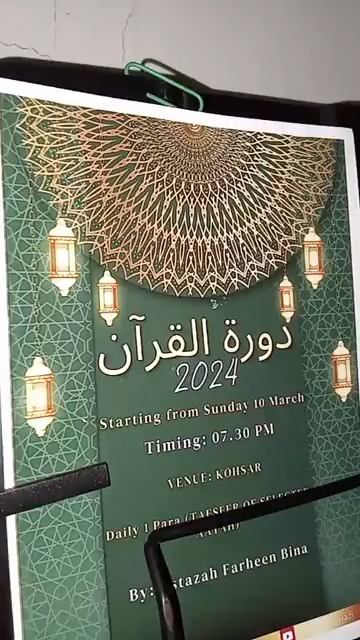 دورة القرآن
2024
Starting from Sunday 10 March
Timing: 07.30 PM
VENUE: KOHSAR
Daily 1 Para (TAFSEER OF SELECTED
AAYAH)
By: Ustazah Farheen Bina